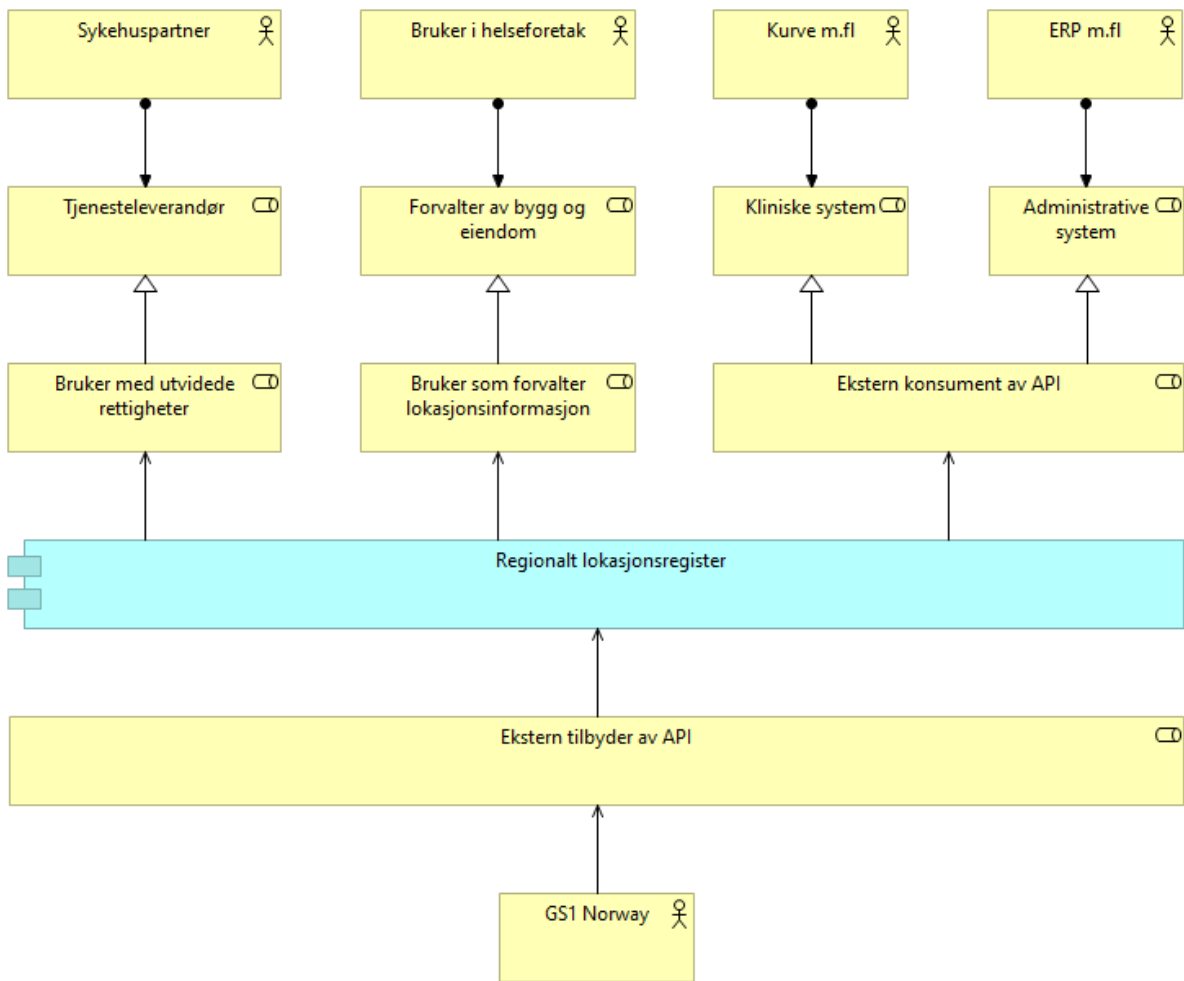 Sykehuspartner
Bruker i helseforetak
Kurve m.fl
ERP m.fl
Tjenesteleverandør
Forvalter av bygg og
eiendom
Kliniske system
Administrative
system
Bruker med utvidede
rettigheter
Bruker som forvalter
lokasjonsinformasjon
Ekstern konsument av API
Regionalt lokasjonsregister
Ekstern tilbyder av API
GS1 Norway